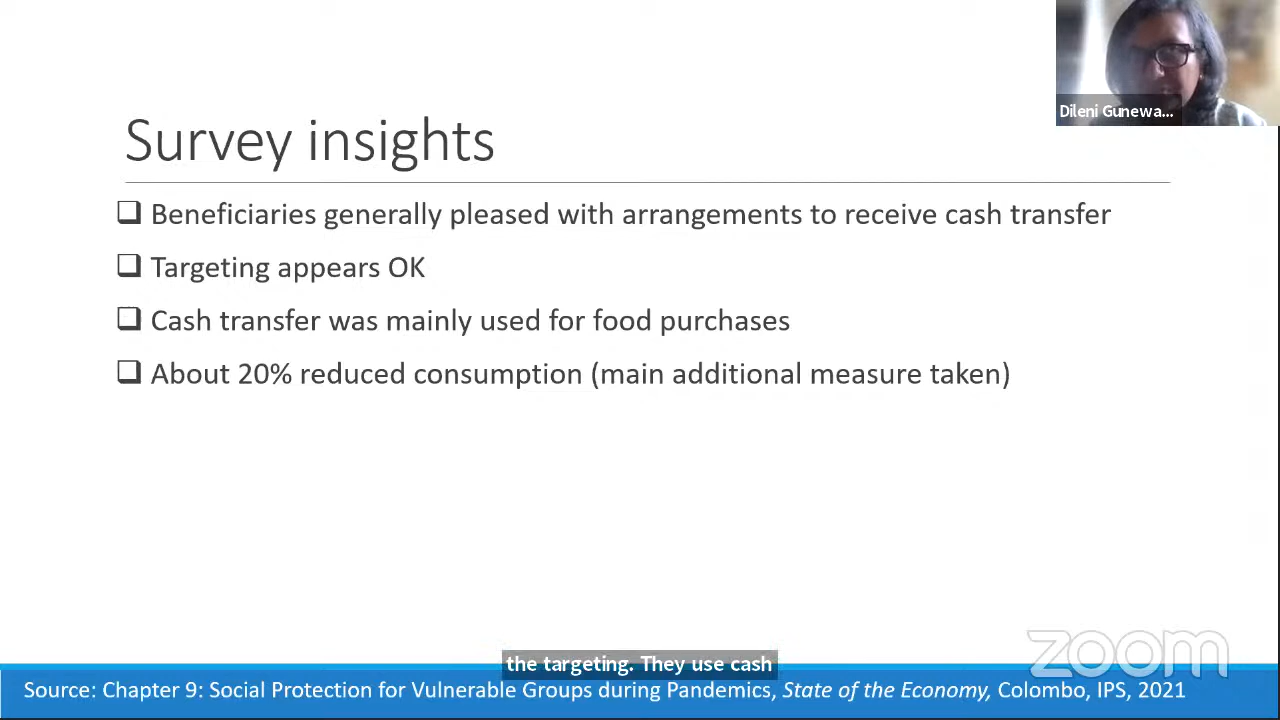 Dileni Gunewa...
Survey insights
Beneficiaries generally pleased with arrangements to receive cash transfer
Targeting appears OK
Cash transfer was mainly used for food purchases
About 20% reduced consumption (main additional measure taken)
zoom
the targeting. They use cash
Source: Chapter 9: Social Protection for Vulnerable Groups during Pandemics, State of the Economy, Colombo, IPS, 2021